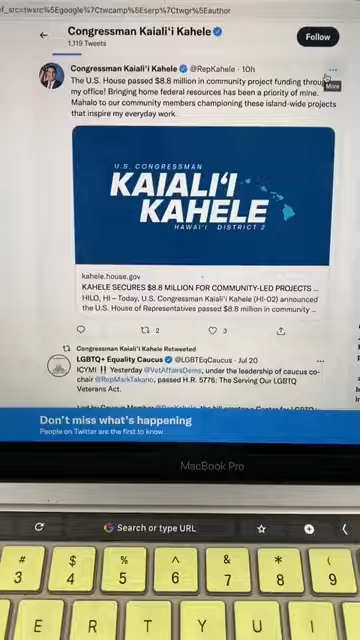 ef_src=twsrc%5Egoogle%7Ctwcamp%5Eserp%7Ctwgr%5Eauthor
Congressman Kaiali‘i Kahele
1,119 Tweets
Follow
Congressman Kaiali‘i Kahele @RepKahele · 10h
More
The U.S. House passed $8.8 million in community project funding through
my office! Bringing home federal resources has been a priority of mine.
Mahalo to our community members championing these island-wide projects
that inspire my everyday work
U.S. CONGRESSMAN
KAIALI‘I
KAHELE
HAWAI‘I DISTRICT 2
kahele.house.gov
KAHELE SECURES $8.8 MILLION FOR COMMUNITY-LED PROJECTS ...
HILO, HI – Today, U.S. Congressman Kaiali‘i Kahele (HI-02) announced
the U.S. House of Representatives passed $8.8 million in community ...
2
3
Congressman Kaiali‘i Kahele Retweeted
LGBTQ+ Equality Caucus @LGBTEqCaucus · Jul 20
ICYMI ‼️ Yesterday @VetAffairsDems, under the leadership of caucus co-
chair @RepMarkTakano, passed H.R. 5776: The Serving Our LGBTQ
Veterans Act.
Don’t miss what’s happening
People on Twitter are the first to know.
MacBook Pro
Search or type URL
# $ % ^ & * (
3 4 5 6 7 8 9
E R T Y U I